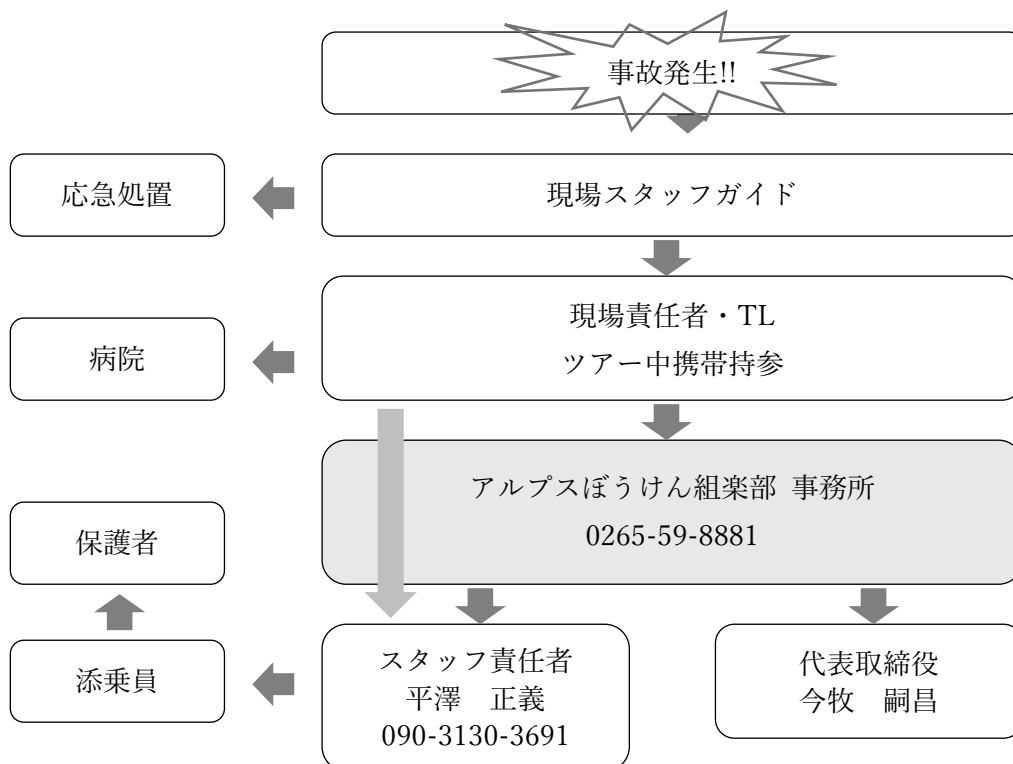 事故発生!!
応急処置
現場スタッフガイド
現場責任者・TL
ツアー中携帯持参
病院
アルプスぼうけん組楽部 事務所
0265-59-8881
保護者
添乗員
スタッフ責任者
平澤　正義
090-3130-3691
代表取締役
今牧　嗣昌